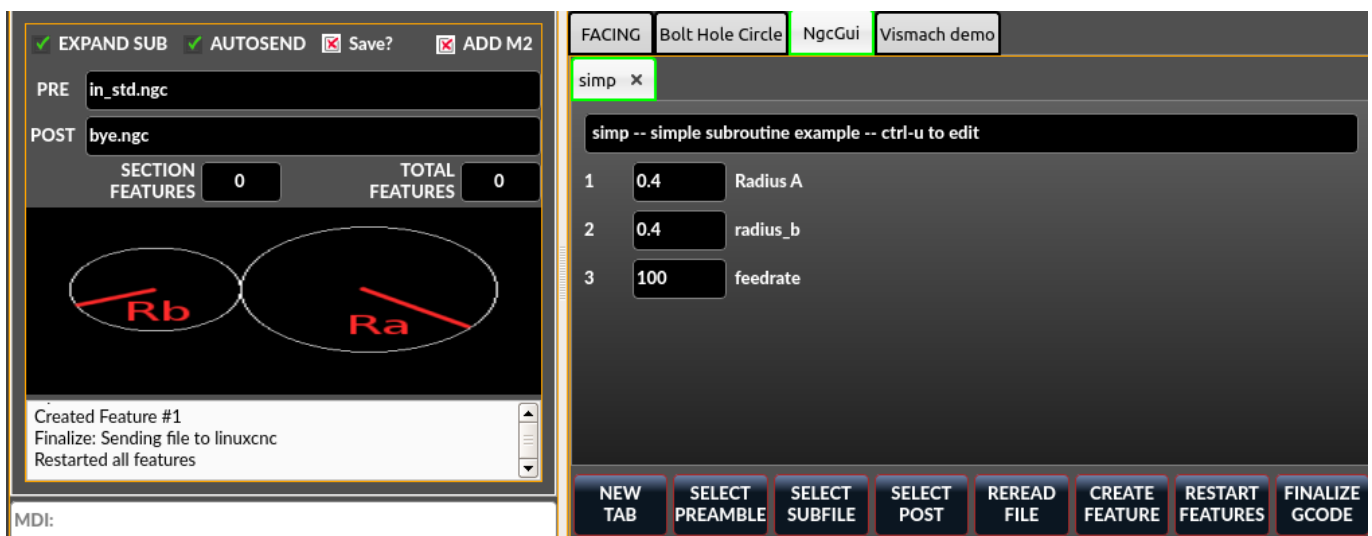 EXPAND SUB AUTOSEND Save? ADD M2
PRE in_std.ngc
POST bye.ngc
SECTION FEATURES 0 TOTAL FEATURES 0
Rb Ra
Created Feature #1
Finalize: Sending file to linuxcnc
Restarted all features
MDI:
FACING Bolt Hole Circle NgcGui Vismach demo
simp ×
simp -- simple subroutine example -- ctrl-u to edit
1 0.4 Radius A
2 0.4 radius_b
3 100 feedrate
NEW TAB SELECT PREAMBLE SELECT SUBFILE SELECT POST REREAD FILE CREATE FEATURE RESTART FEATURES FINALIZE GCODE